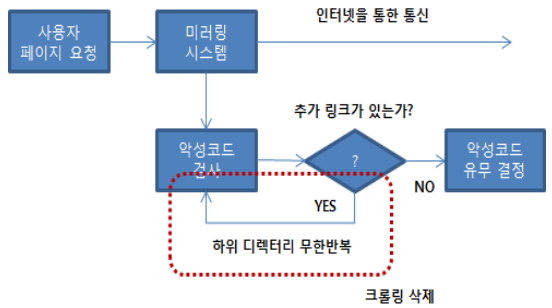 인터넷을 통한 통신
사용자
페이지 요청
미러링
시스템
추가 링크가 있는가?
악성코드
검사
?
악성코드
유무 결정
NO
YES
하위 디렉터리 무한반복
크롤링 삭제